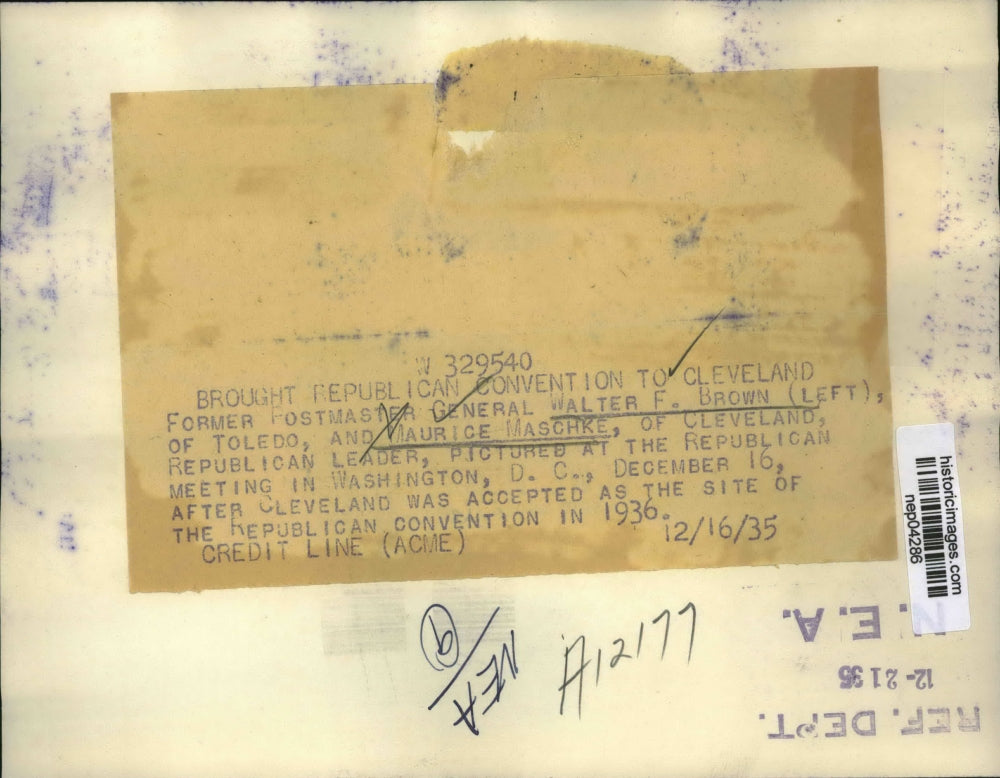 W 329540
BROUGHT REPUBLICAN CONVENTION TO CLEVELAND
FORMER POSTMASTER GENERAL WALTER F. BROWN (LEFT),
OF TOLEDO, AND MAURICE MASCHKE, OF CLEVELAND,
REPUBLICAN LEADER, PICTURED AT THE REPUBLICAN
MEETING IN WASHINGTON, D. C., DECEMBER 16,
AFTER CLEVELAND WAS ACCEPTED AS THE SITE OF
THE REPUBLICAN CONVENTION IN 1936.
CREDIT LINE (ACME) 12/16/35
historicimages.com
nep04286
NEA
A12177
N.E.A.
12-21 35
REF. DEPT.